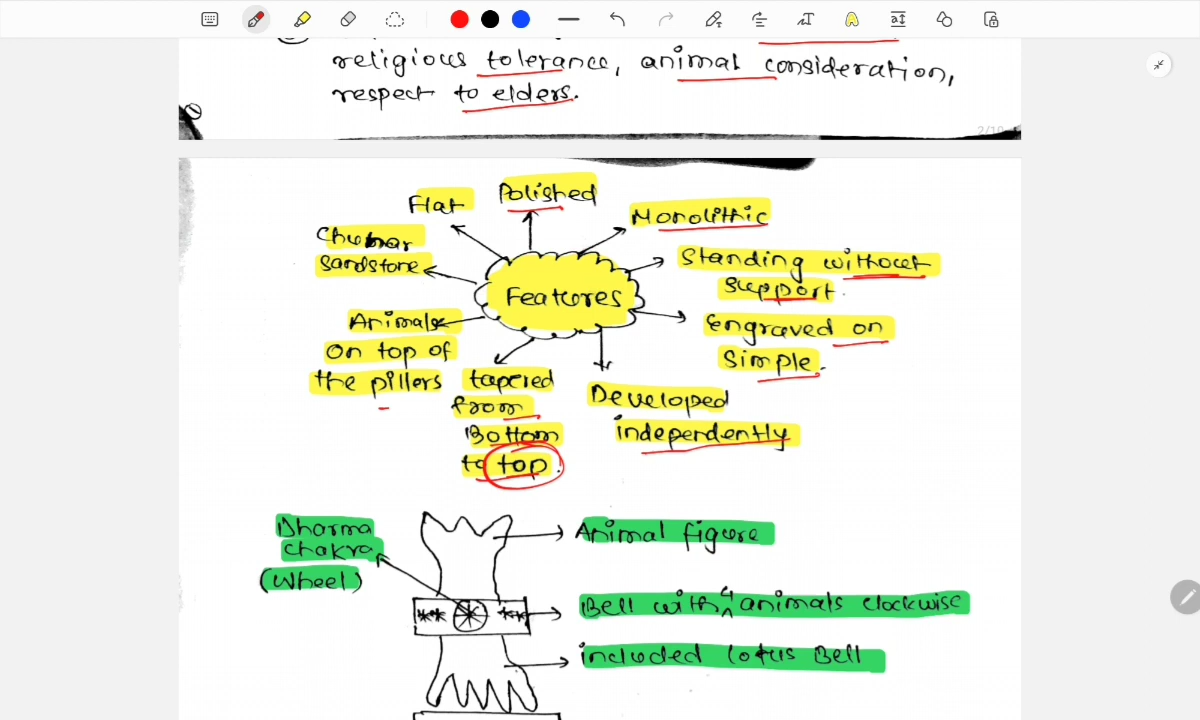 religious tolerance, animal consideration,
respect to elders.
Flat
Polished
Monolithic
Chunar
Sandstone
Standing without
support.
Features
Animals
on top of
the pillers
Engraved on
Simple.
tapered
from
Bottom
to top.
Developed
independently
Dharma
chakra
(Wheel)
Animal figure
Bell with 4 animals clockwise
included lotus Bell